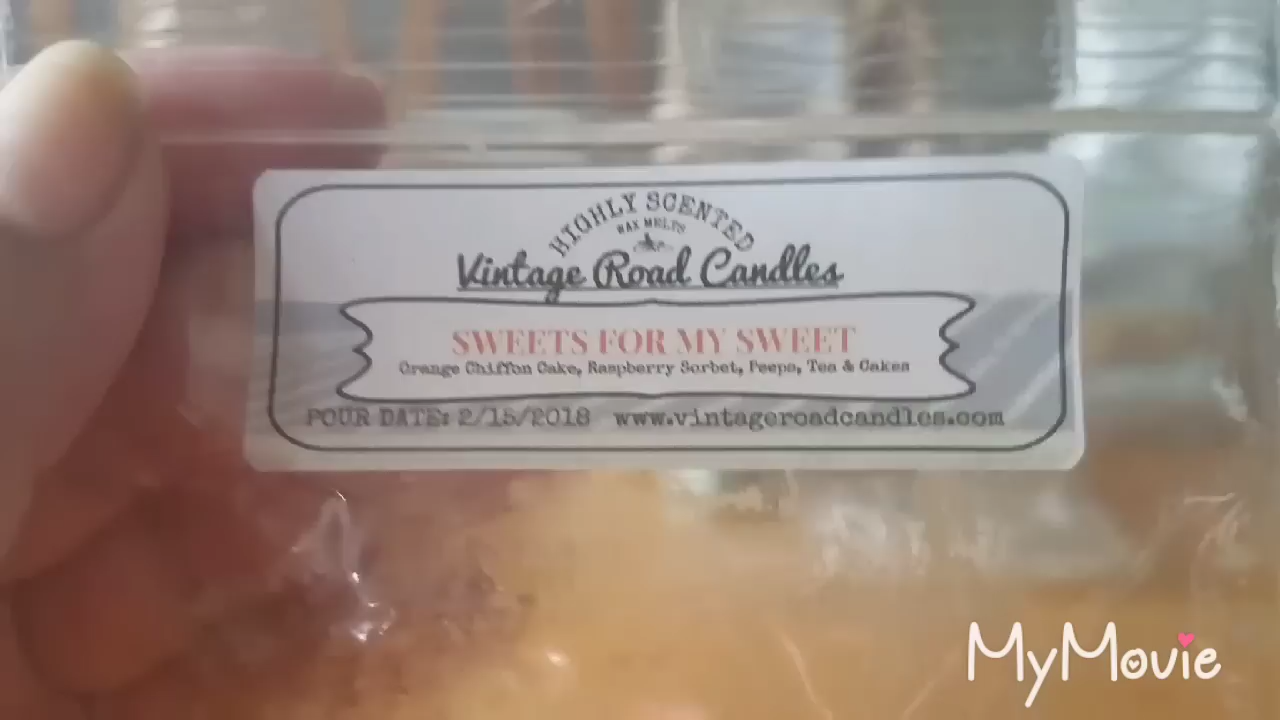 HIGHLY SCENTED
WAX MELTS
Vintage Road Candles
SWEETS FOR MY SWEET
Orange Chiffon Cake, Raspberry Sorbet, Peeps, Tea & Cakes
POUR DATE: 2/15/2018 www.vintageroadcandles.com
MyMovie